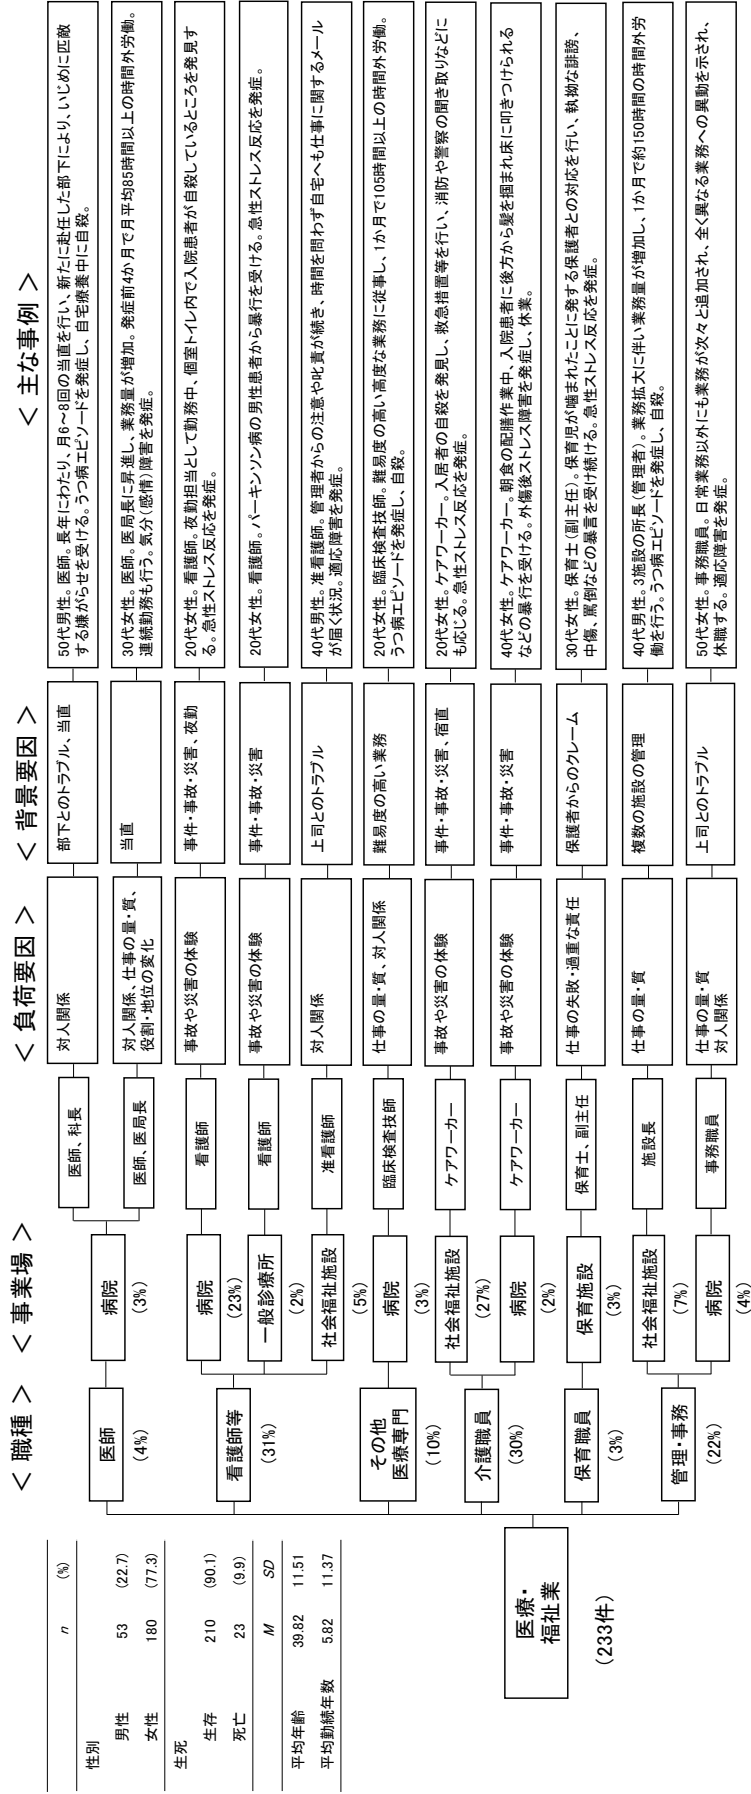 ＜ 職種 ＞ ＜ 事業場 ＞ ＜ 負荷要因 ＞ ＜ 背景要因 ＞ ＜ 主な事例 ＞
n (%)
性別
男性 53 (22.7)
女性 180 (77.3)
生死
生存 210 (90.1)
死亡 23 (9.9)
M SD
平均年齢 39.82 11.51
平均勤続年数 5.82 11.37
医療・
福祉業
(233件)
医師
(4%)
病院
(3%)
医師、科長
対人関係
部下とのトラブル、当直
50代男性。医師。長年にわたり、月6～8回の当直を行い、新たに赴任した部下により、いじめに匹敵
する嫌がらせを受ける。うつ病エピソードを発症し、自宅療養中に自殺。
医師、医局長
対人関係、仕事の量・質、
役割・地位の変化
当直
30代女性。医師。医局長に昇進し、業務量が増加。発症前4か月で月平均85時間以上の時間外労働。
連続勤務も行う。気分（感情）障害を発症。
看護師等
(31%)
病院
(23%)
看護師
事故や災害の体験
事件・事故・災害、夜勤
20代女性。看護師。夜勤担当として勤務中、個室トイレ内で入院患者が自殺しているところを発見す
る。急性ストレス反応を発症。
一般診療所
(2%)
看護師
事故や災害の体験
事件・事故・災害
20代女性。看護師。パーキンソン病の男性患者から暴行を受ける。急性ストレス反応を発症。
社会福祉施設
(5%)
准看護師
対人関係
上司とのトラブル
40代男性。准看護師。管理者からの注意や叱責が続き、時間を問わず自宅へも仕事に関するメール
が届く状況。適応障害を発症。
その他
医療専門
(10%)
病院
(3%)
臨床検査技師
仕事の量・質、対人関係
難易度の高い業務
20代女性。臨床検査技師。難易度の高い高度な業務に従事し、1か月で105時間以上の時間外労働。
うつ病エピソードを発症し、自殺。
介護職員
(30%)
社会福祉施設
(27%)
ケアワーカー
事故や災害の体験
事件・事故・災害、宿直
20代女性。ケアワーカー。入居者の自殺を発見し、救急措置等を行い、消防や警察の聞き取りなどに
も応じる。急性ストレス反応を発症。
病院
(2%)
ケアワーカー
事故や災害の体験
事件・事故・災害
40代女性。ケアワーカー。朝食の配膳作業中、入院患者に後方から髪を掴まれ床に叩きつけられる
などの暴行を受ける。外傷後ストレス障害を発症し、休業。
保育職員
(3%)
保育施設
(3%)
保育士、副主任
仕事の失敗・過重な責任
保護者からのクレーム
30代女性。保育士（副主任）。保育児が噛まれたことに発する保護者との対応を行い、執拗な誹謗、
中傷、罵倒などの暴言を受け続ける。急性ストレス反応を発症。
管理・事務
(22%)
社会福祉施設
(7%)
施設長
仕事の量・質
複数の施設の管理
40代男性。3施設の所長（管理者）。業務拡大に伴い業務量が増加し、1か月で約150時間の時間外労
働を行う。うつ病エピソードを発症し、自殺。
病院
(4%)
事務職員
仕事の量・質
対人関係
上司とのトラブル
50代女性。事務職員。日常業務以外にも業務が次々と追加され、全く異なる業務への異動を示され、
休職する。適応障害を発症。